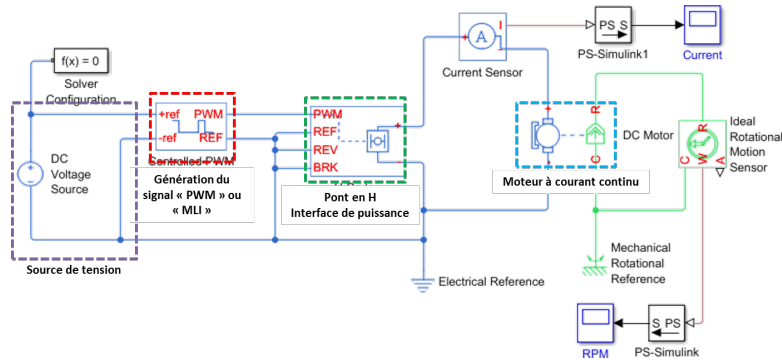 f(x) = 0
Solver
Configuration
+ref
-ref
PWM
REF
Controlled PWM
DC
Voltage
Source
Source de tension
Génération du
signal « PWM » ou
« MLI »
PWM
REF
REV
BRK
+
-
Pont en H
Interface de puissance
+
-
I
A
Current Sensor
PS S
PS-Simulink1
Current
+
-
R
C
DC Motor
Moteur à courant continu
R
C
W
A
Ideal
Rotational
Motion
Sensor
Mechanical
Rotational
Reference
Electrical Reference
RPM
S PS
PS-Simulink